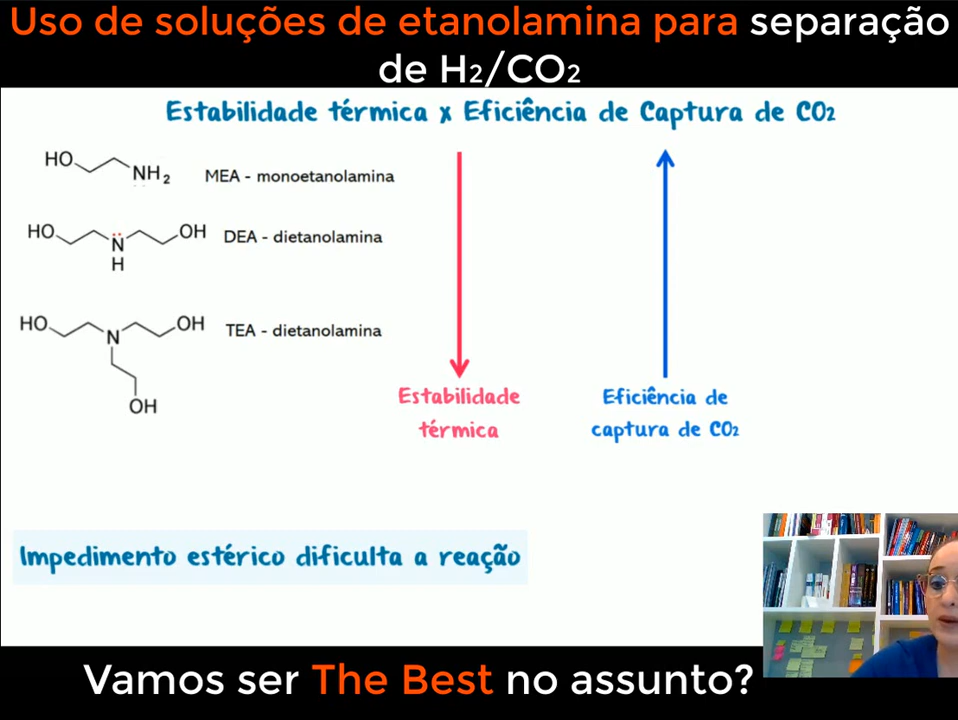 Uso de soluções de etanolamina para separação
de H₂/CO₂
Estabilidade térmica x Eficiência de Captura de CO₂
HO
NH₂
MEA - monoetanolamina
HO
N
H
OH
DEA - dietanolamina
HO
N
OH
OH
TEA - dietanolamina
Estabilidade
térmica
Eficiência de
captura de CO₂
Impedimento estérico dificulta a reação
Vamos ser The Best no assunto?